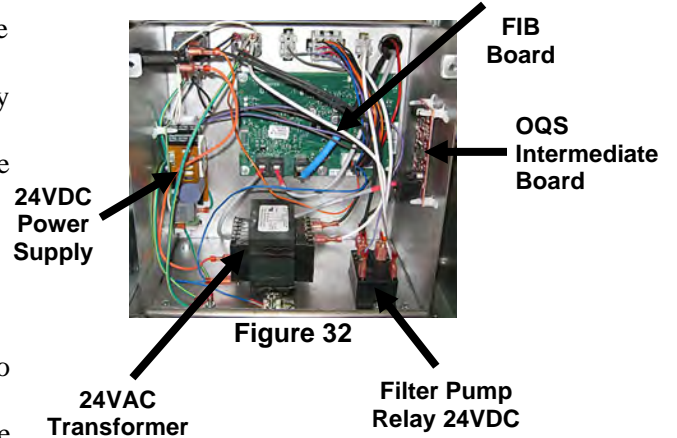 e
y
e
FIB
Board
OQS
Intermediate
Board
24VDC
Power
Supply
Figure 32
o
24VAC
Transformer
Filter Pump
Relay 24VDC
e